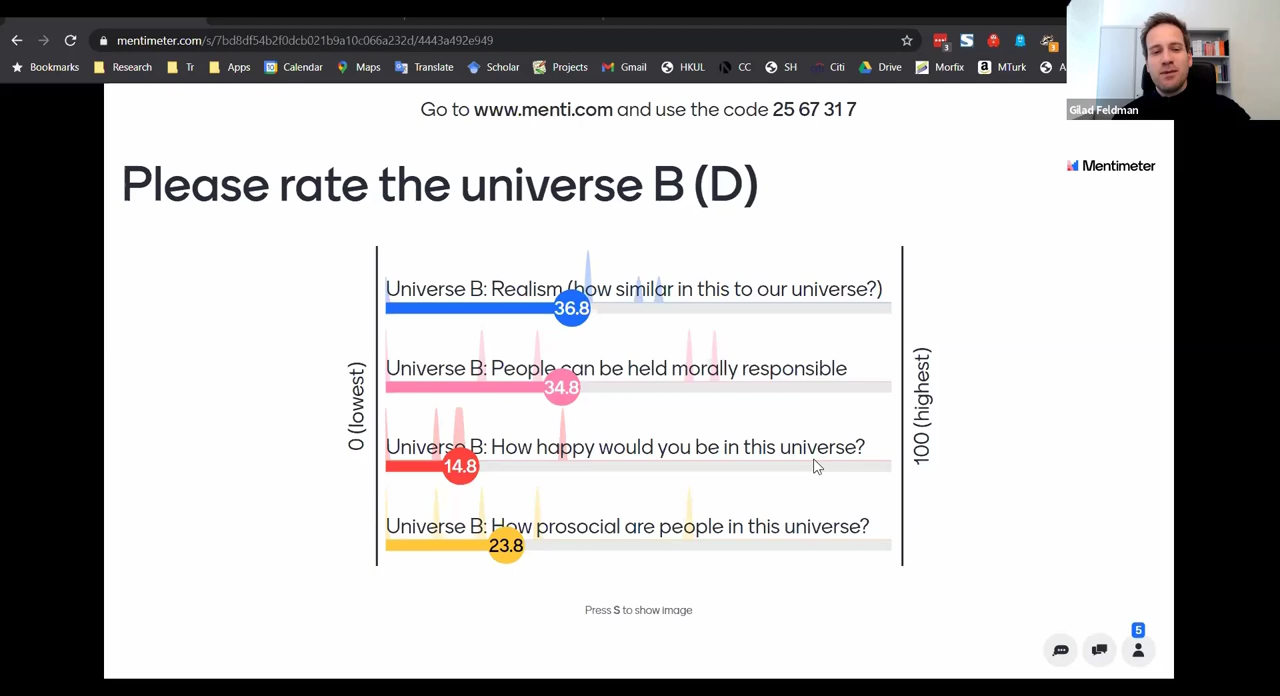 mentimeter.com/s/7bd8df54b2f0dcb021b9a10c066a232d/4443a492e949
3
3
Bookmarks Research Tr Apps Calendar Maps Translate Scholar Projects Gmail HKUL CC SH Citi Drive Morfix MTurk A
Gilad Feldman
Go to www.menti.com and use the code 25 67 31 7
Mentimeter
Please rate the universe B (D)
0 (lowest)
100 (highest)
Universe B: Realism (how similar in this to our universe?)
36.8
Universe B: People can be held morally responsible
34.8
Universe B: How happy would you be in this universe?
14.8
Universe B: How prosocial are people in this universe?
23.8
Press S to show image
5